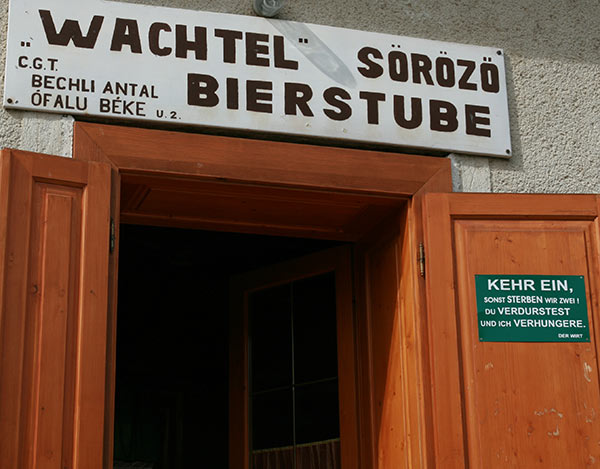 „WACHTEL" SÖRÖZŐ
C.G.T.
BECHLI ANTAL
ÓFALU BÉKE U. 2.
BIERSTUBE
KEHR EIN,
SONST STERBEN WIR ZWEI !
DU VERDURSTEST
UND ICH VERHUNGERE.
DER WIRT